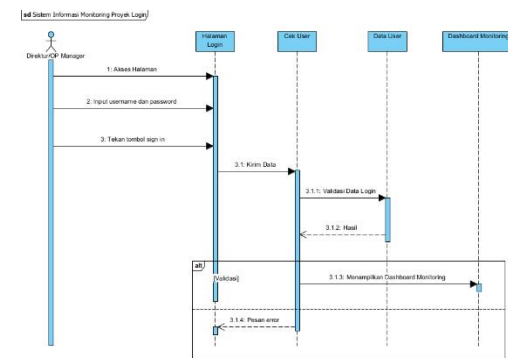 sd Sistem Informasi Monitoring Proyek Login
Halaman
Login
Cek User
Data User
Dashboard Monitoring
Direktur/OP Manager
1: Akses Halaman
2: Input username dan password
3: Tekan tombol sign in
3.1: Kirim Data
3.1.1: Validasi Data Login
3.1.2: Hasil
alt
[Validasi]
3.1.3: Menampilkan Dashboard Monitoring
3.1.4: Pesan error